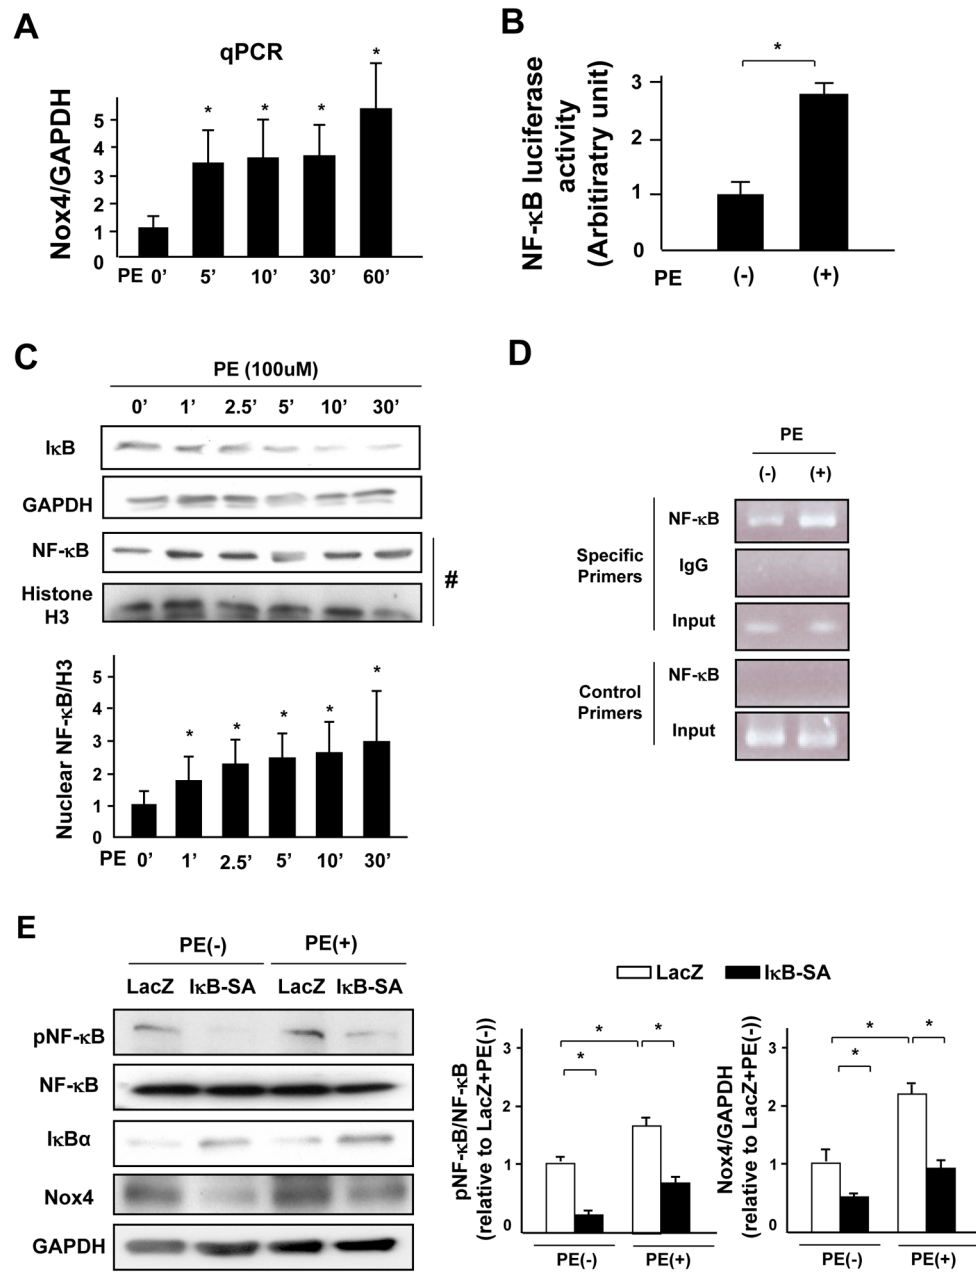 A
qPCR
Nox4/GAPDH
5
4
3
2
1
0
* * * *
PE 0’ 5’ 10’ 30’ 60’
B
NF-κB luciferase
activity
(Arbitiratry unit)
3
2
1
0
*
PE (-) (+)
C
PE (100uM)
0’ 1’ 2.5’ 5’ 10’ 30’
IκB
GAPDH
NF-κB
Histone
H3
#
Nuclear NF-κB/H3
5
4
3
2
1
0
* * * * *
PE 0’ 1’ 2.5’ 5’ 10’ 30’
D
PE
(-) (+)
Specific
Primers
NF-κB
IgG
Input
Control
Primers
NF-κB
Input
E
PE(-) PE(+)
LacZ IκB-SA LacZ IκB-SA
pNF-κB
NF-κB
IκBα
Nox4
GAPDH
LacZ IκB-SA
pNF-κB/NF-κB
(relative to LacZ+PE(-))
3
2
1
0
* * *
PE(-) PE(+)
Nox4/GAPDH
(relative to LacZ+PE(-))
3
2
1
0
* * *
PE(-) PE(+)